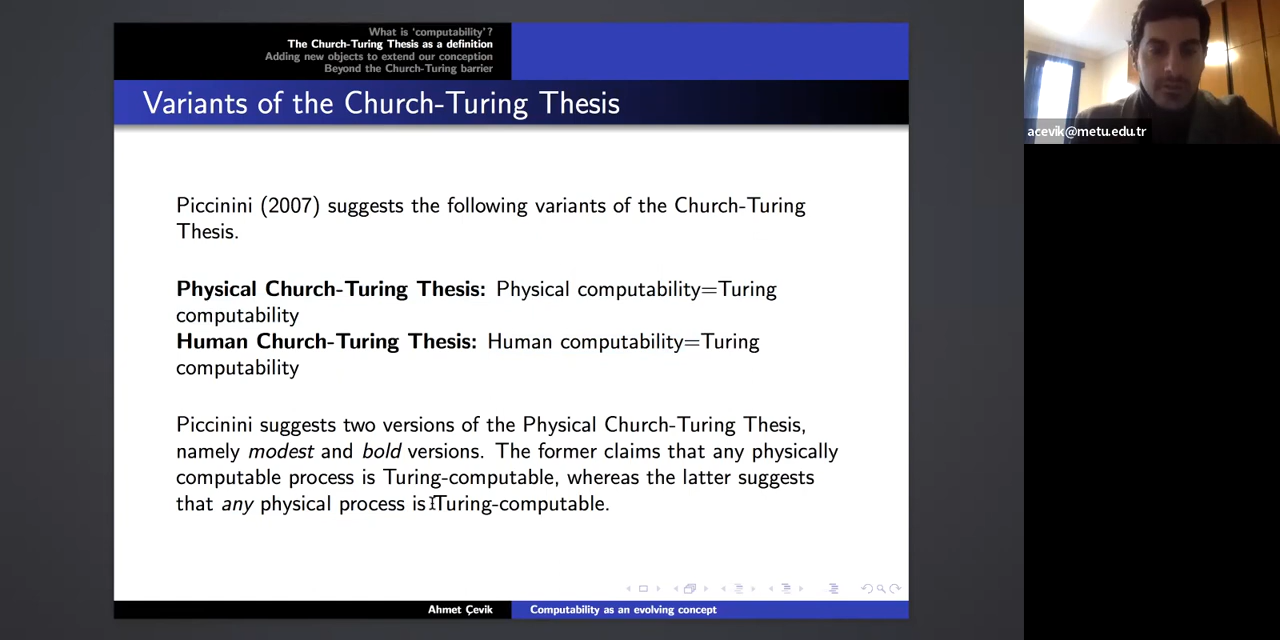 What is 'computability'?
The Church-Turing Thesis as a definition
Adding new objects to extend our conception
Beyond the Church-Turing barrier
Variants of the Church-Turing Thesis
acevik@metu.edu.tr
Piccinini (2007) suggests the following variants of the Church-Turing
Thesis.
Physical Church-Turing Thesis: Physical computability=Turing
computability
Human Church-Turing Thesis: Human computability=Turing
computability
Piccinini suggests two versions of the Physical Church-Turing Thesis,
namely modest and bold versions. The former claims that any physically
computable process is Turing-computable, whereas the latter suggests
that any physical process is Turing-computable.
Ahmet Çevik
Computability as an evolving concept